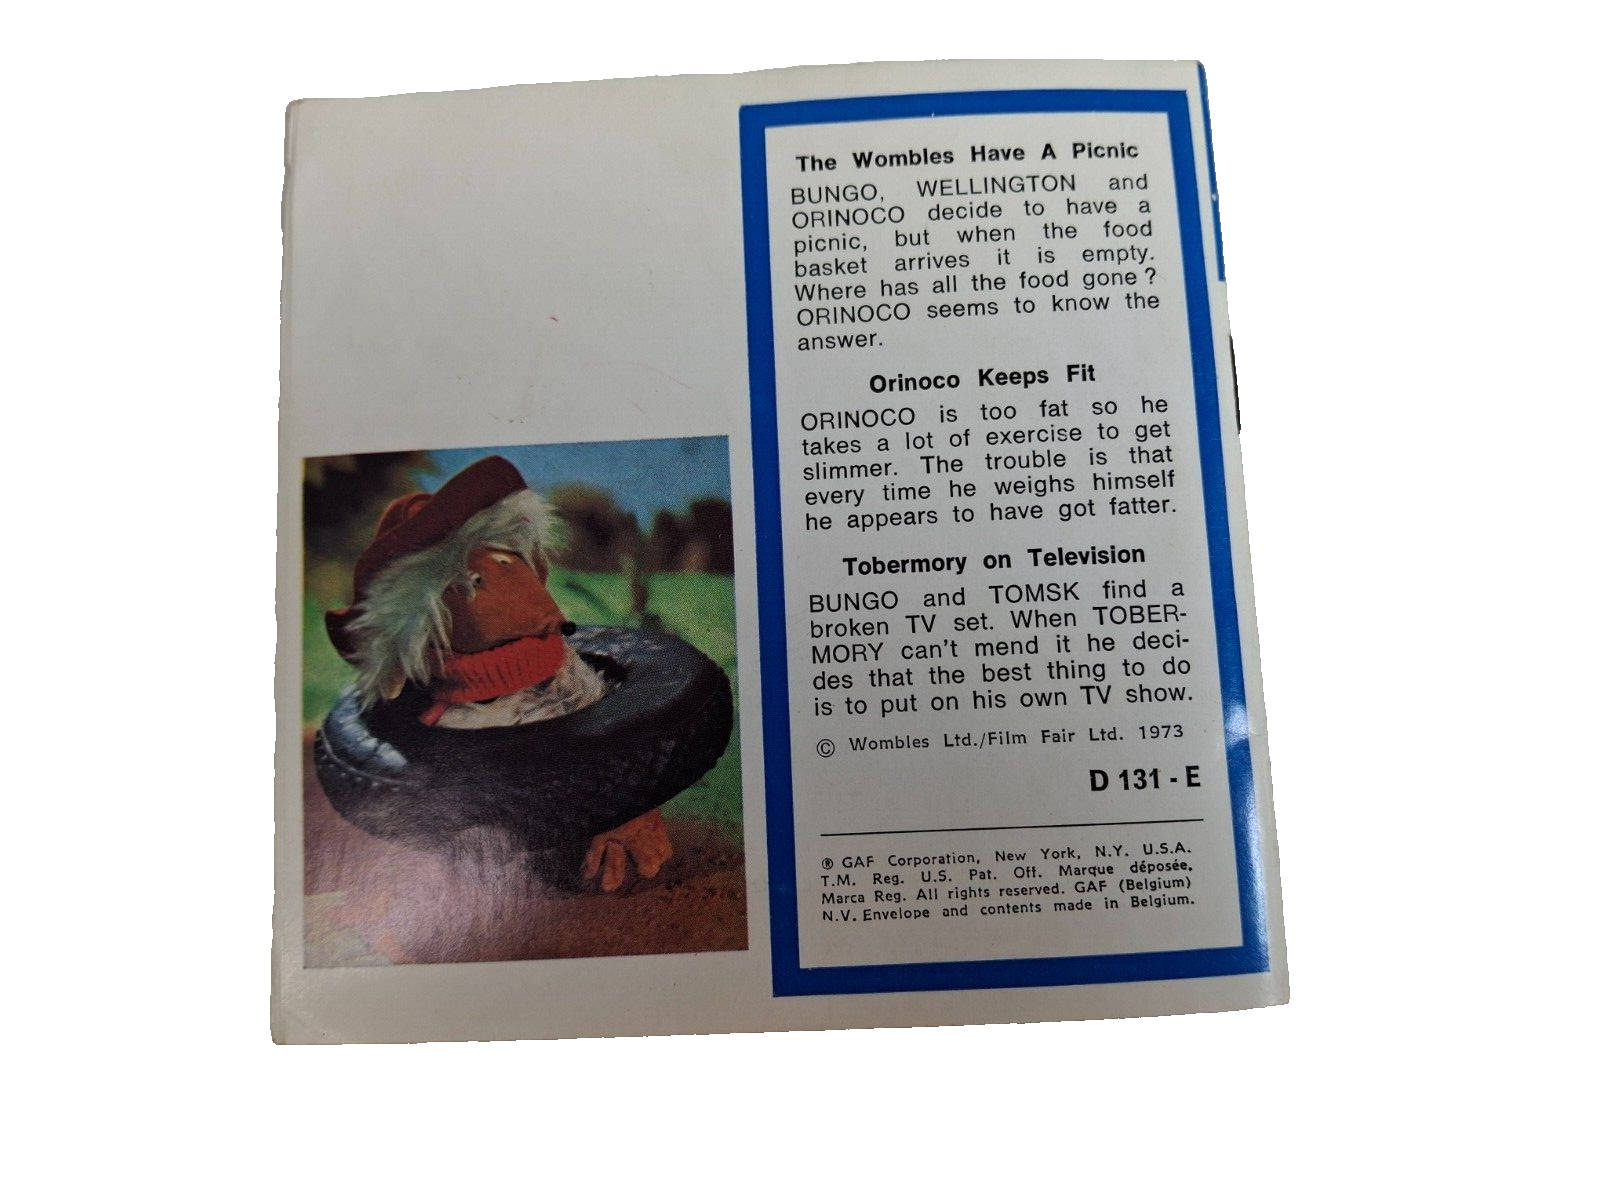 The Wombles Have A Picnic
BUNGO, WELLINGTON and
ORINOCO decide to have a
picnic, but when the food
basket arrives it is empty.
Where has all the food gone?
ORINOCO seems to know the
answer.
Orinoco Keeps Fit
ORINOCO is too fat so he
takes a lot of exercise to get
slimmer. The trouble is that
every time he weighs himself
he appears to have got fatter.
Tobermory on Television
BUNGO and TOMSK find a
broken TV set. When TOBER-
MORY can't mend it he deci-
des that the best thing to do
is to put on his own TV show.
© Wombles Ltd./Film Fair Ltd. 1973
D 131 - E
® GAF Corporation, New York, N.Y. U.S.A.
T.M. Reg. U.S. Pat. Off. Marque déposée,
Marca Reg. All rights reserved. GAF (Belgium)
N.V. Envelope and contents made in Belgium.